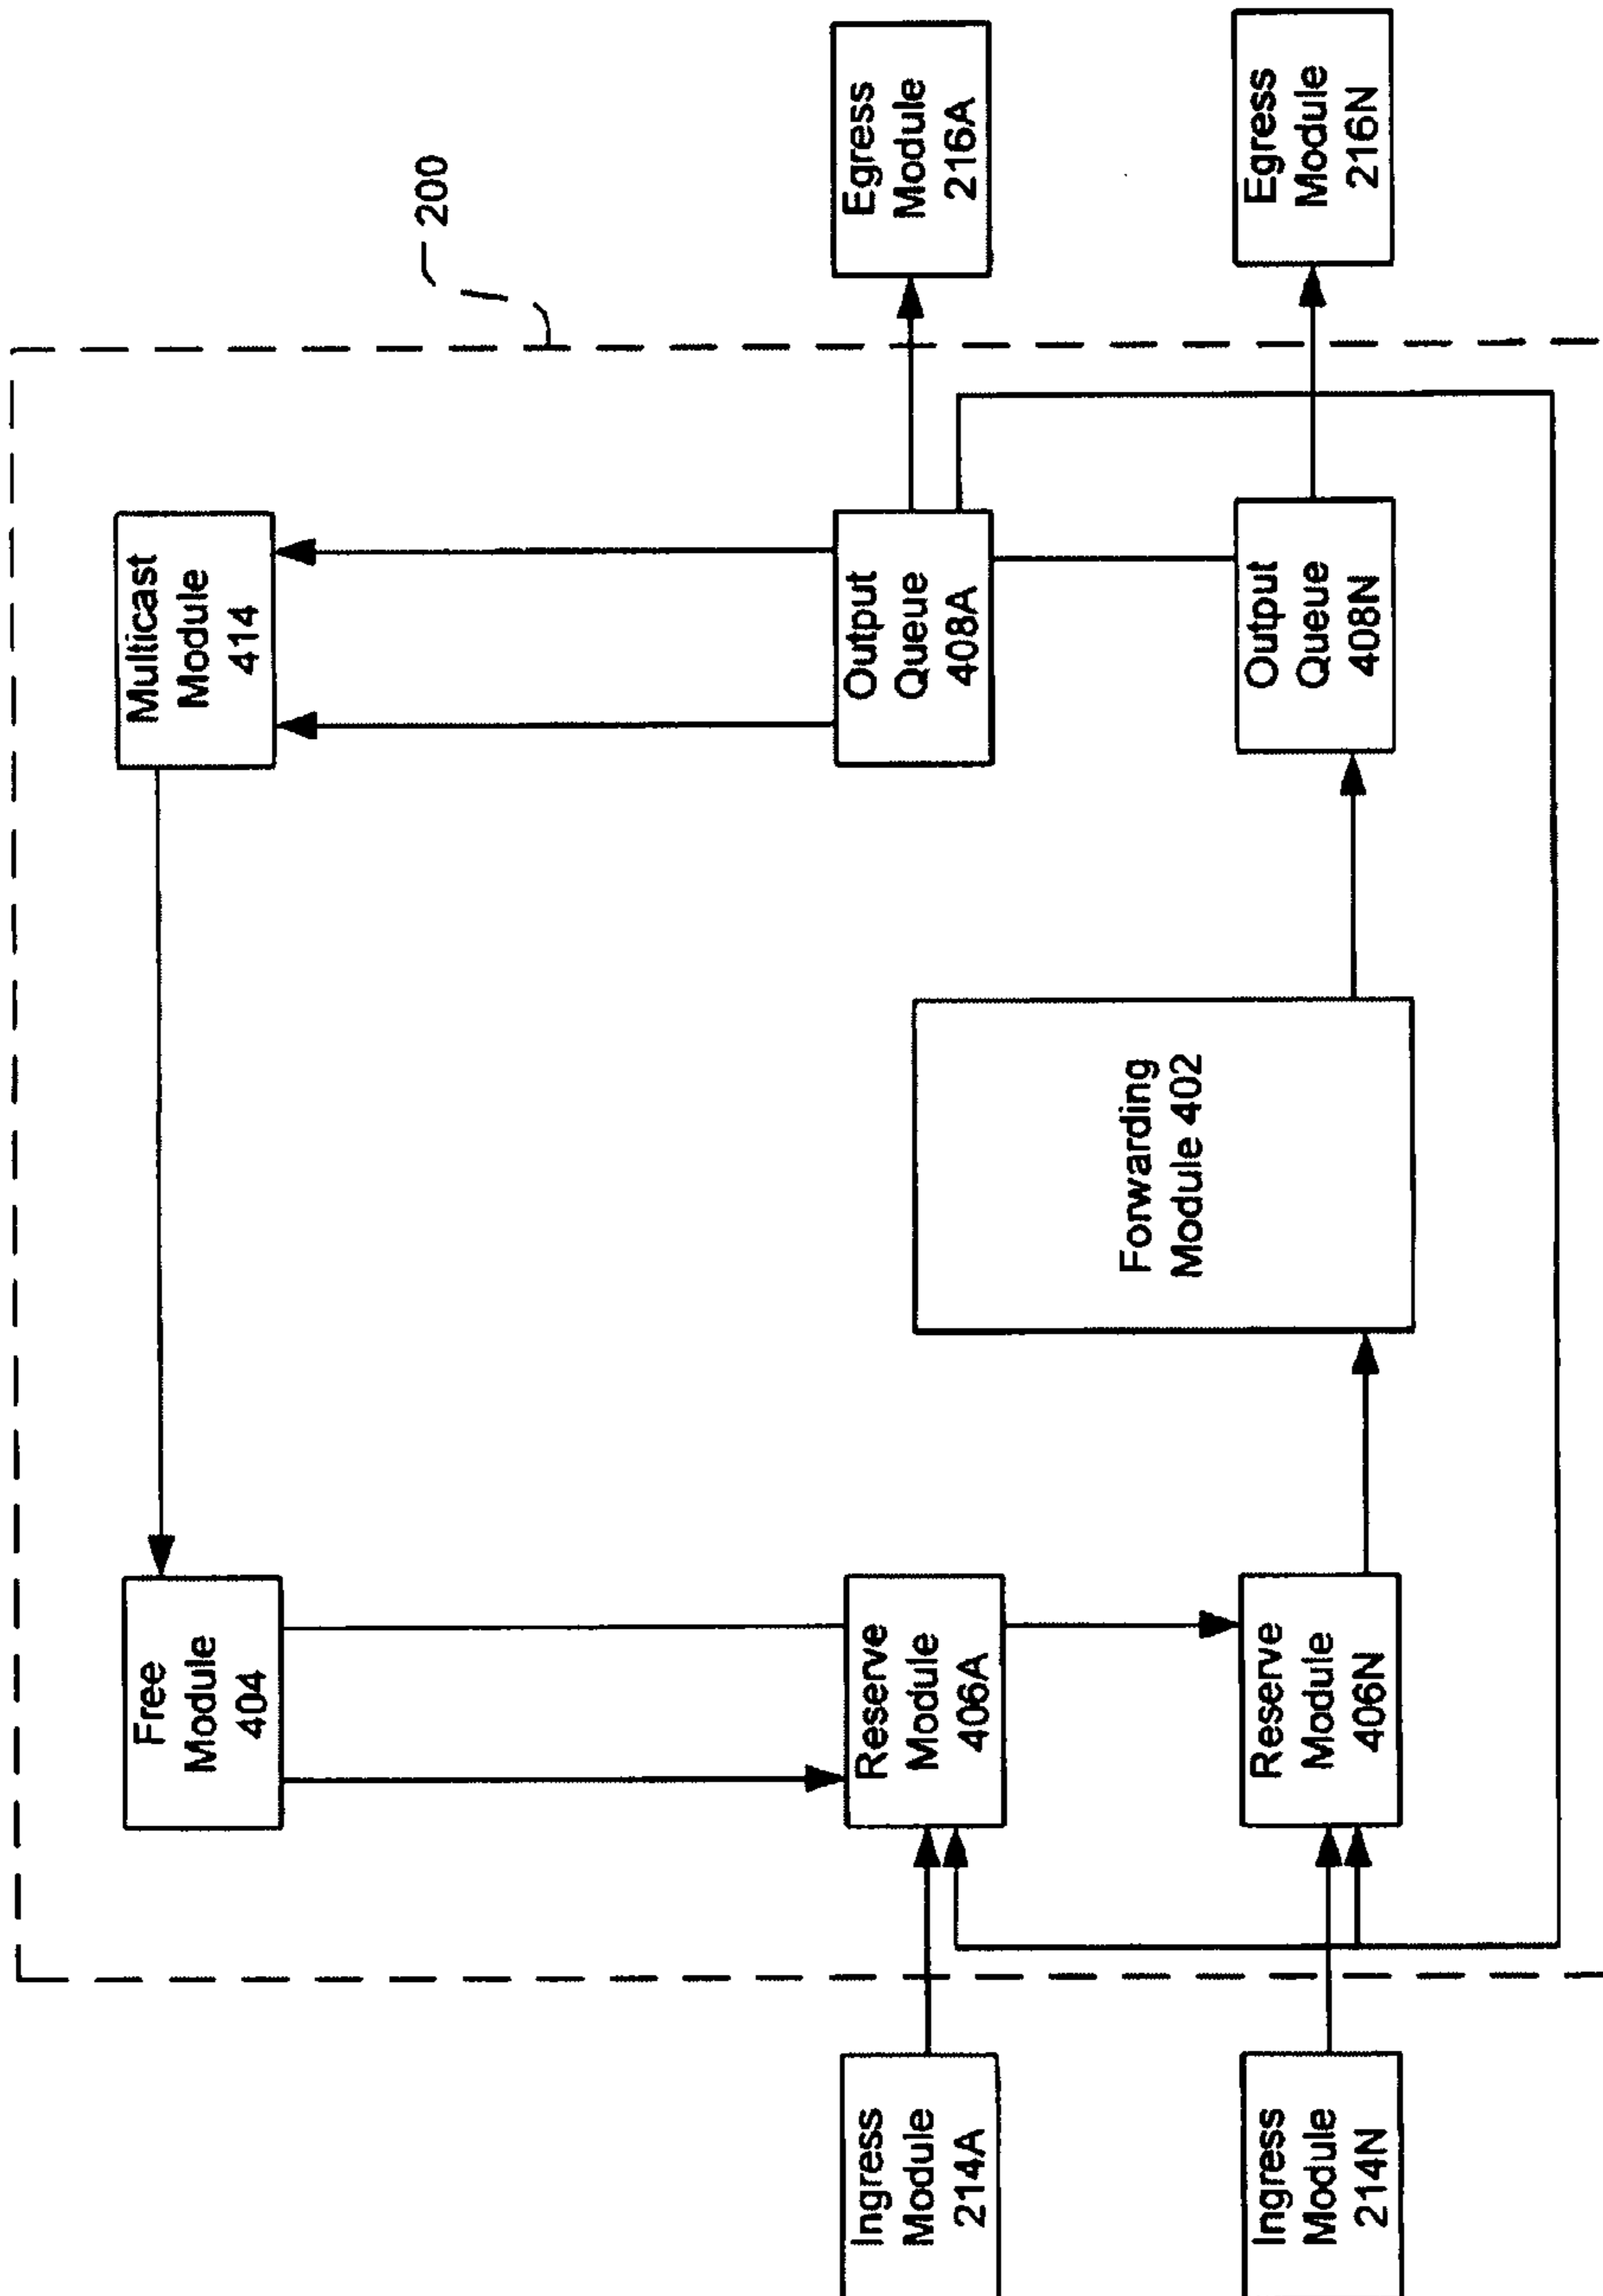 200
Multicast
Module
414
Free
Module
404
Egress
Module
216A
Output
Queue
408A
Reserve
Module
406A
Ingress
Module
214A
Forwarding
Module 402
Egress
Module
216N
Output
Queue
408N
Reserve
Module
406N
Ingress
Module
214N